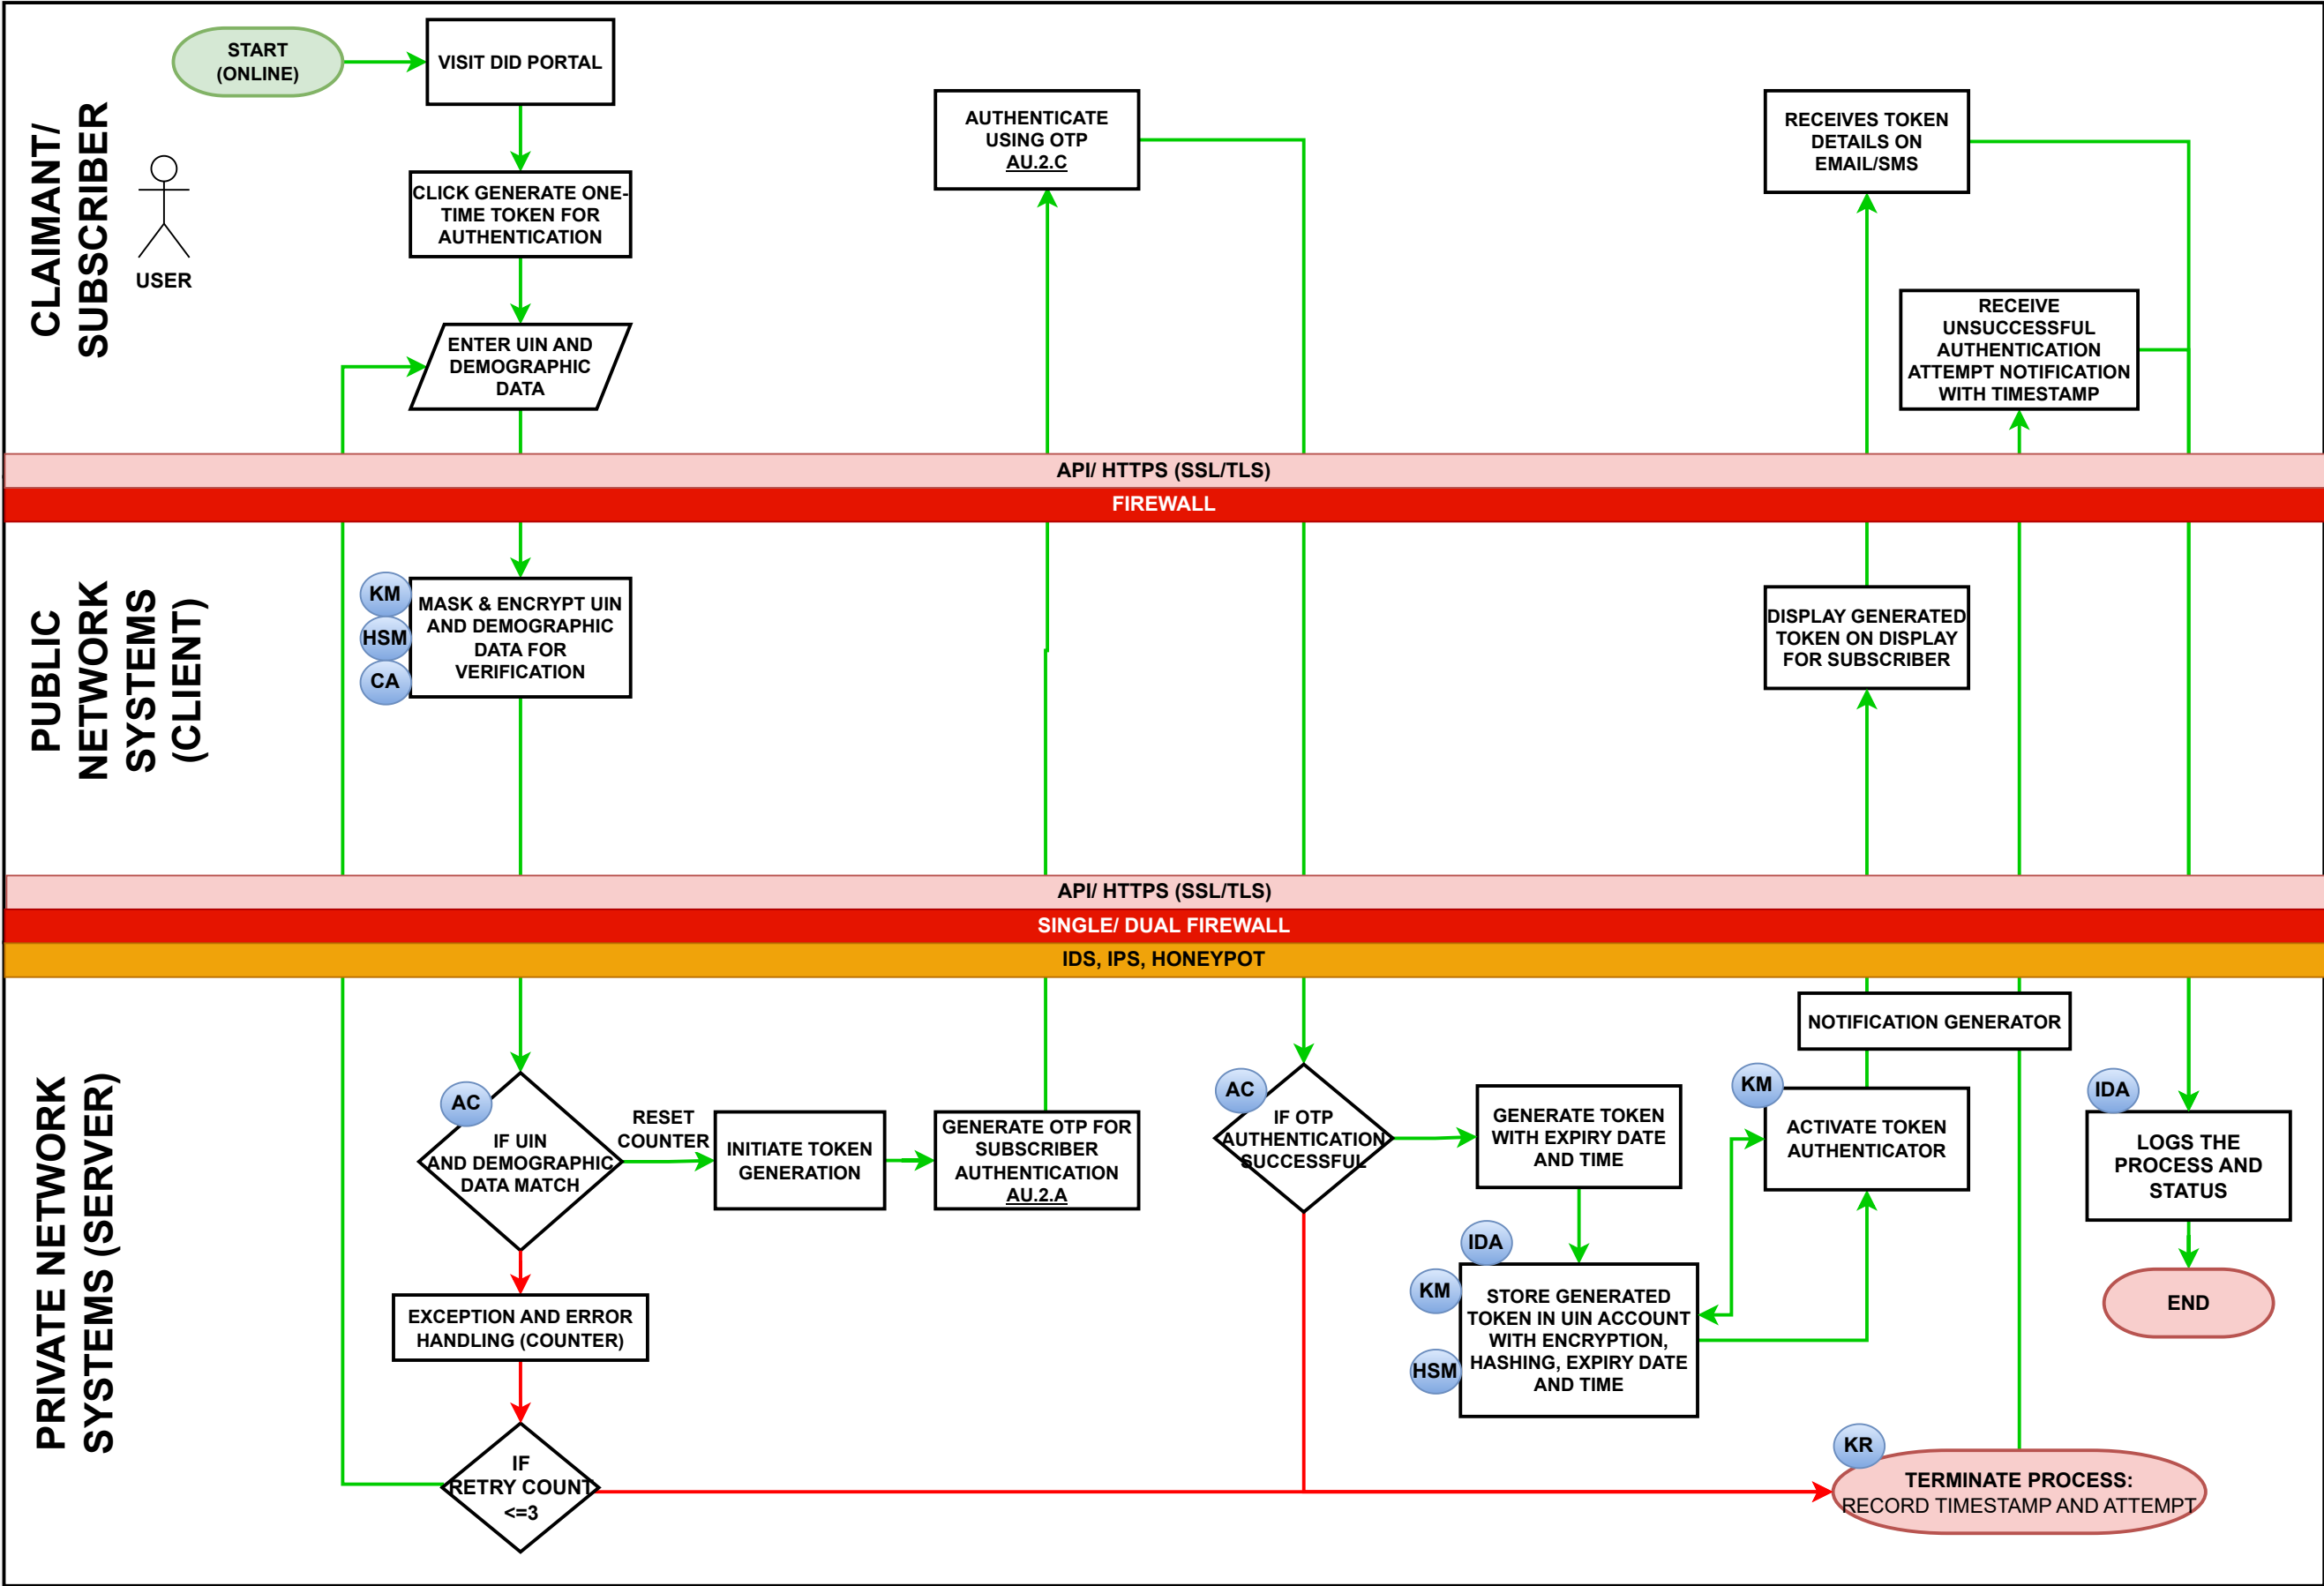 CLAIMANT/
SUBSCRIBER
START
(ONLINE)
VISIT DID PORTAL
USER
CLICK GENERATE ONE-
TIME TOKEN FOR
AUTHENTICATION
ENTER UIN AND
DEMOGRAPHIC
DATA
AUTHENTICATE
USING OTP
AU.2.C
RECEIVES TOKEN
DETAILS ON
EMAIL/SMS
RECEIVE
UNSUCCESSFUL
AUTHENTICATION
ATTEMPT NOTIFICATION
WITH TIMESTAMP
API/ HTTPS (SSL/TLS)
FIREWALL
PUBLIC
NETWORK
SYSTEMS
(CLIENT)
KM
HSM
CA
MASK & ENCRYPT UIN
AND DEMOGRAPHIC
DATA FOR
VERIFICATION
DISPLAY GENERATED
TOKEN ON DISPLAY
FOR SUBSCRIBER
API/ HTTPS (SSL/TLS)
SINGLE/ DUAL FIREWALL
IDS, IPS, HONEYPOT
PRIVATE NETWORK
SYSTEMS (SERVER)
AC
IF UIN
AND DEMOGRAPHIC
DATA MATCH
RESET
COUNTER
INITIATE TOKEN
GENERATION
GENERATE OTP FOR
SUBSCRIBER
AUTHENTICATION
AU.2.A
AC
IF OTP
AUTHENTICATION
SUCCESSFUL
GENERATE TOKEN
WITH EXPIRY DATE
AND TIME
NOTIFICATION GENERATOR
KM
ACTIVATE TOKEN
AUTHENTICATOR
IDA
LOGS THE
PROCESS AND
STATUS
END
EXCEPTION AND ERROR
HANDLING (COUNTER)
IDA
KM
HSM
STORE GENERATED
TOKEN IN UIN ACCOUNT
WITH ENCRYPTION,
HASHING, EXPIRY DATE
AND TIME
IF
RETRY COUNT
<=3
KR
TERMINATE PROCESS:
RECORD TIMESTAMP AND ATTEMPT